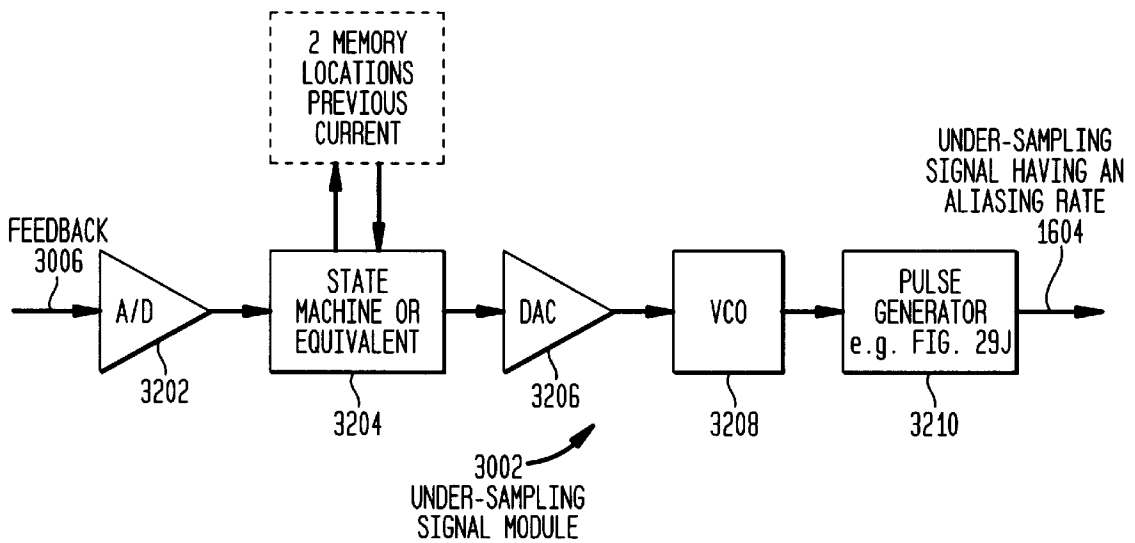 2 MEMORY
LOCATIONS
PREVIOUS
CURRENT
UNDER-SAMPLING
SIGNAL HAVING AN
ALIASING RATE
1604
FEEDBACK
3006
A/D
STATE
MACHINE OR
EQUIVALENT
DAC
VCO
PULSE
GENERATOR
e.g. FIG. 29J
3202
3204
3206
3208
3210
3002
UNDER-SAMPLING
SIGNAL MODULE